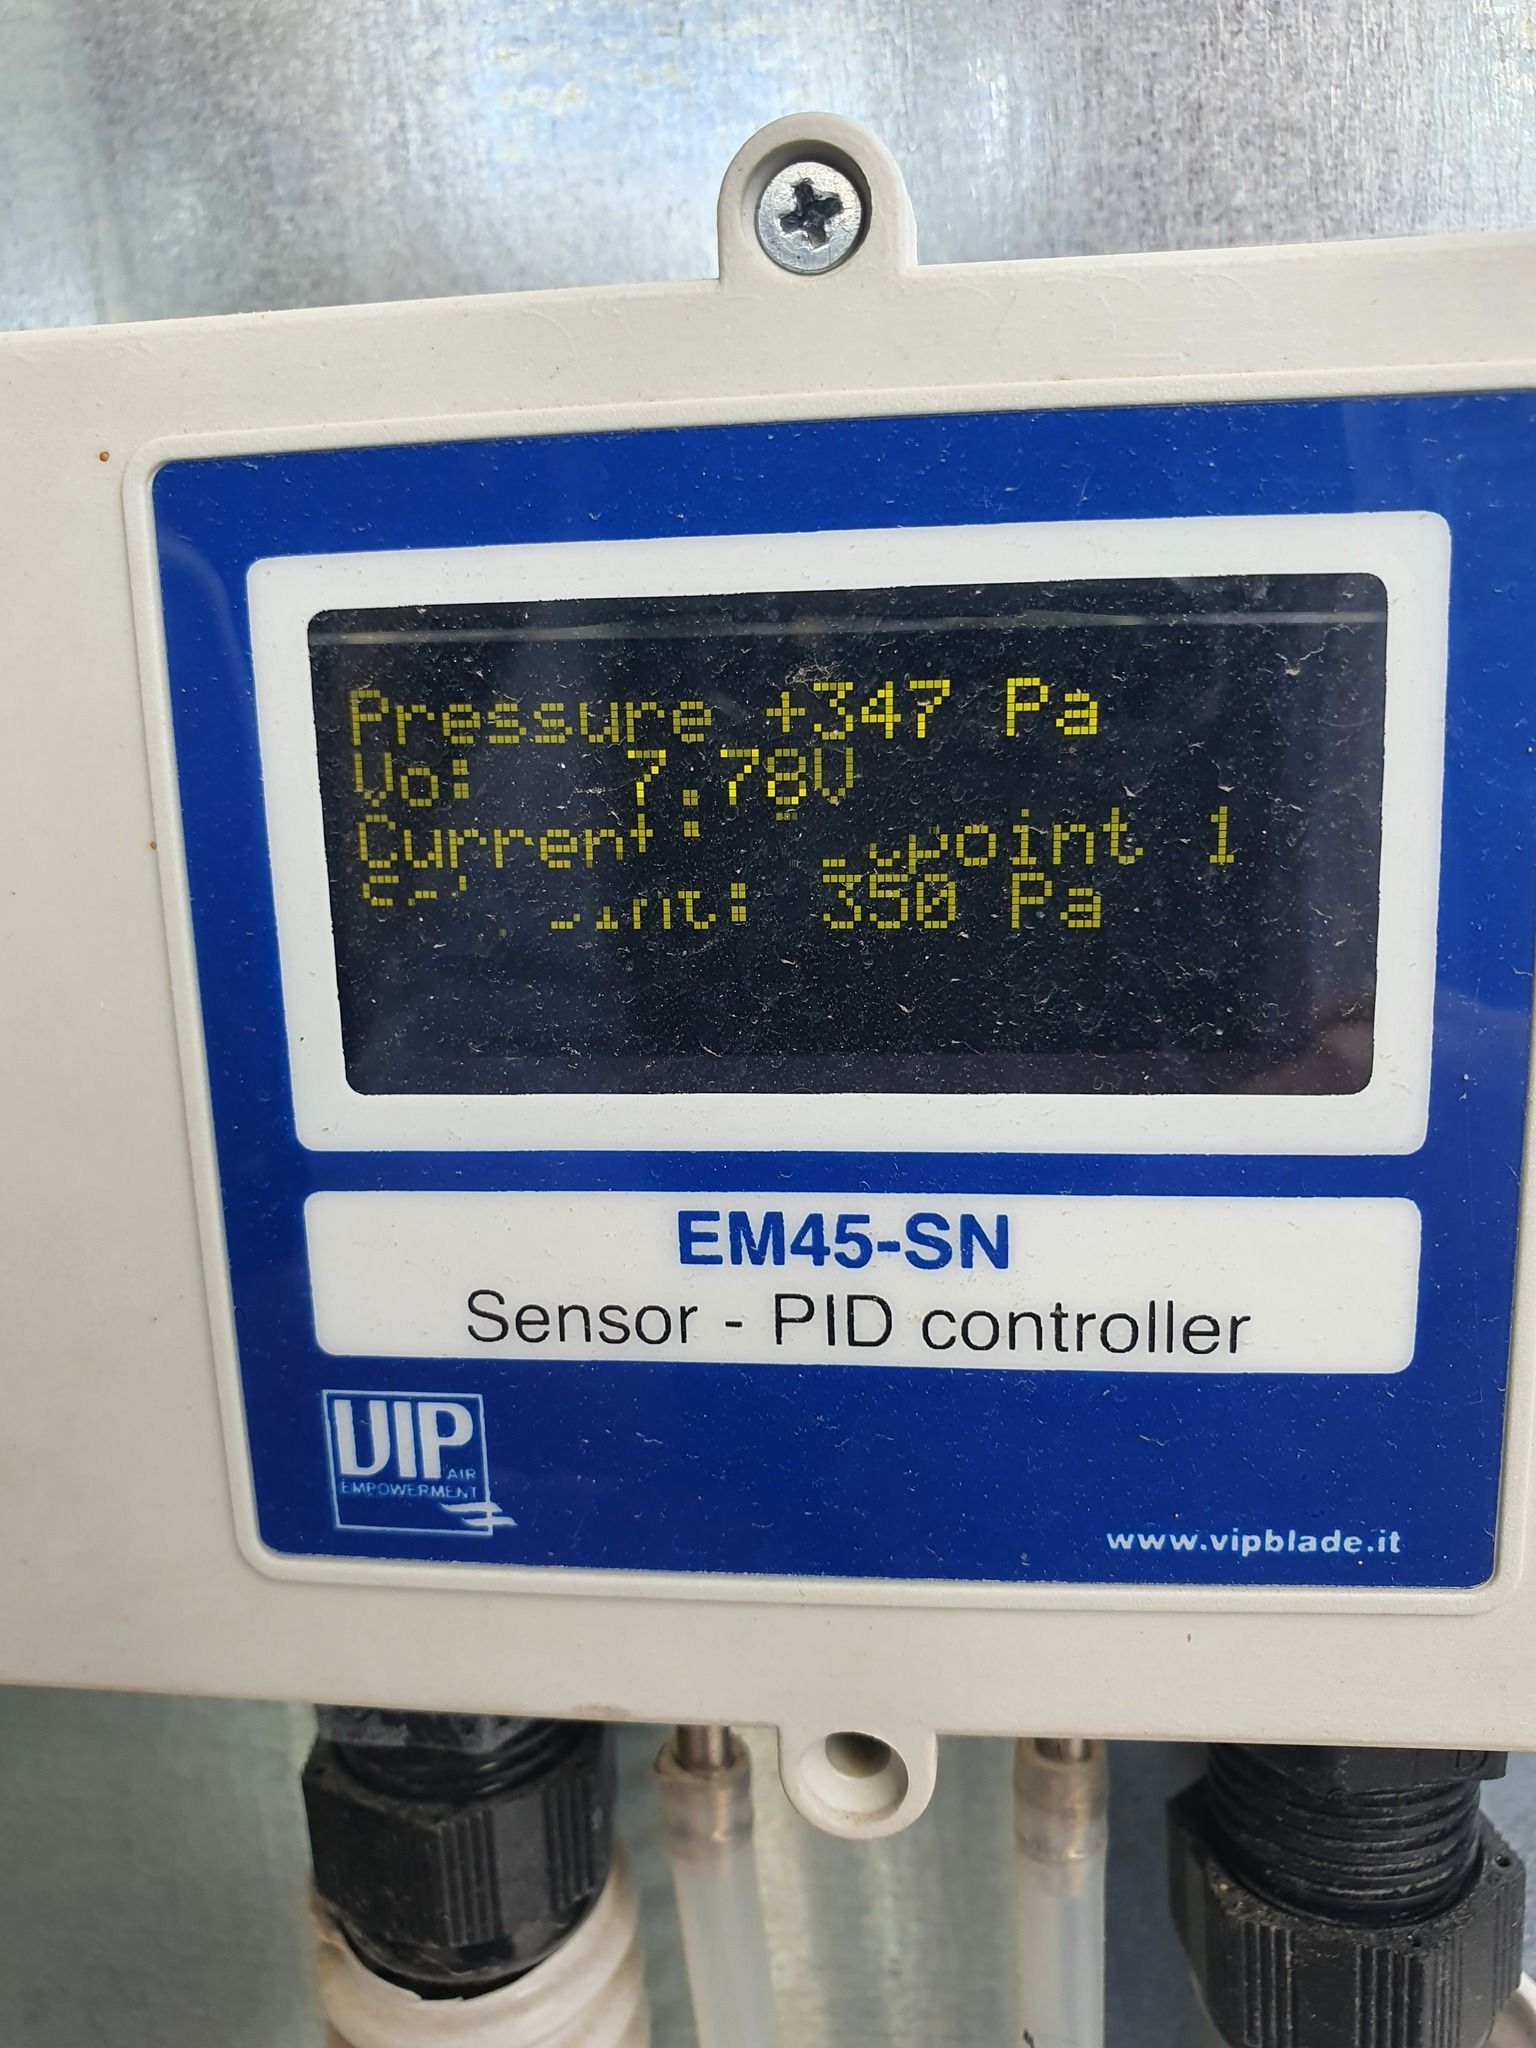 Pressure +347 Pa
Vo: 7.78V
Current: point 1
350 Pa
EM45-SN
Sensor - PID controller
VIP
AIR
EMPOWERMENT
www.vipblade.it